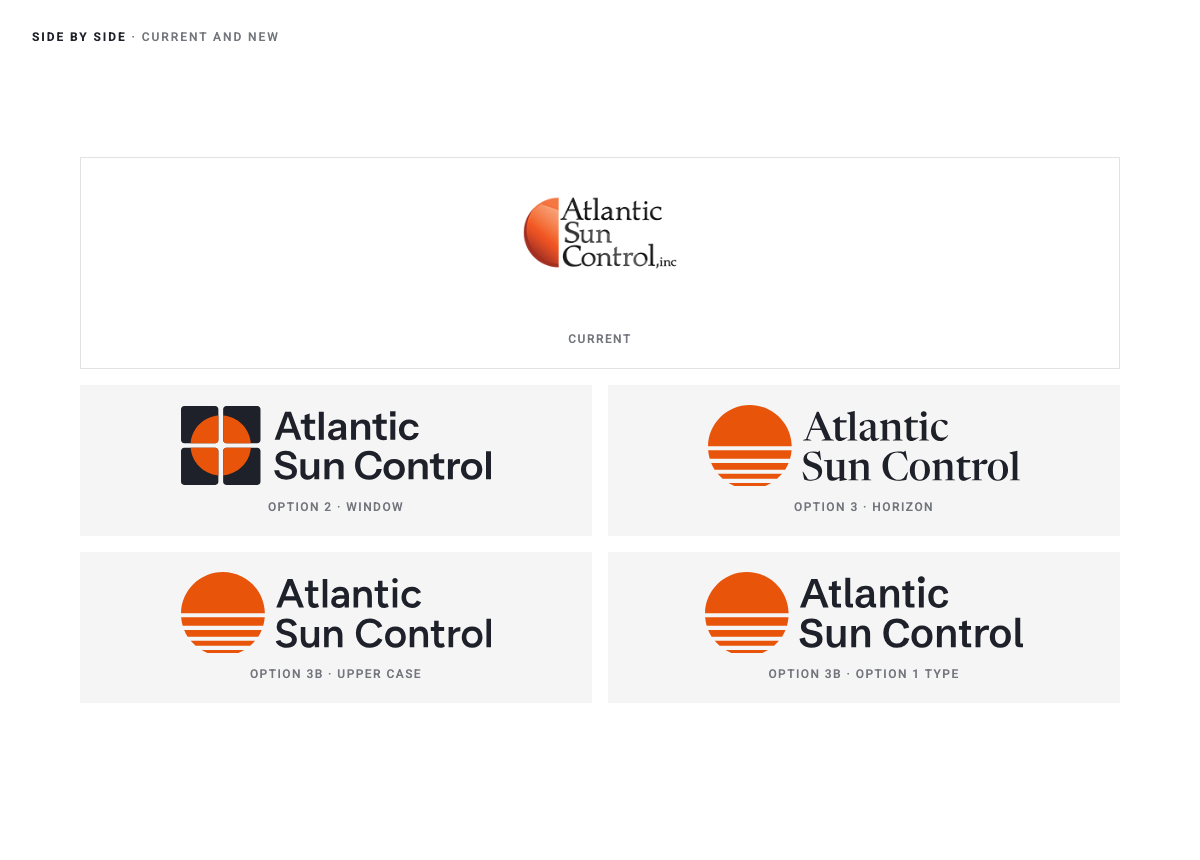 SIDE BY SIDE · CURRENT AND NEW
Atlantic
Sun
Control,inc
CURRENT
Atlantic
Sun Control
OPTION 2 · WINDOW
Atlantic
Sun Control
OPTION 3 · HORIZON
Atlantic
Sun Control
OPTION 3B · UPPER CASE
Atlantic
Sun Control
OPTION 3B · OPTION 1 TYPE